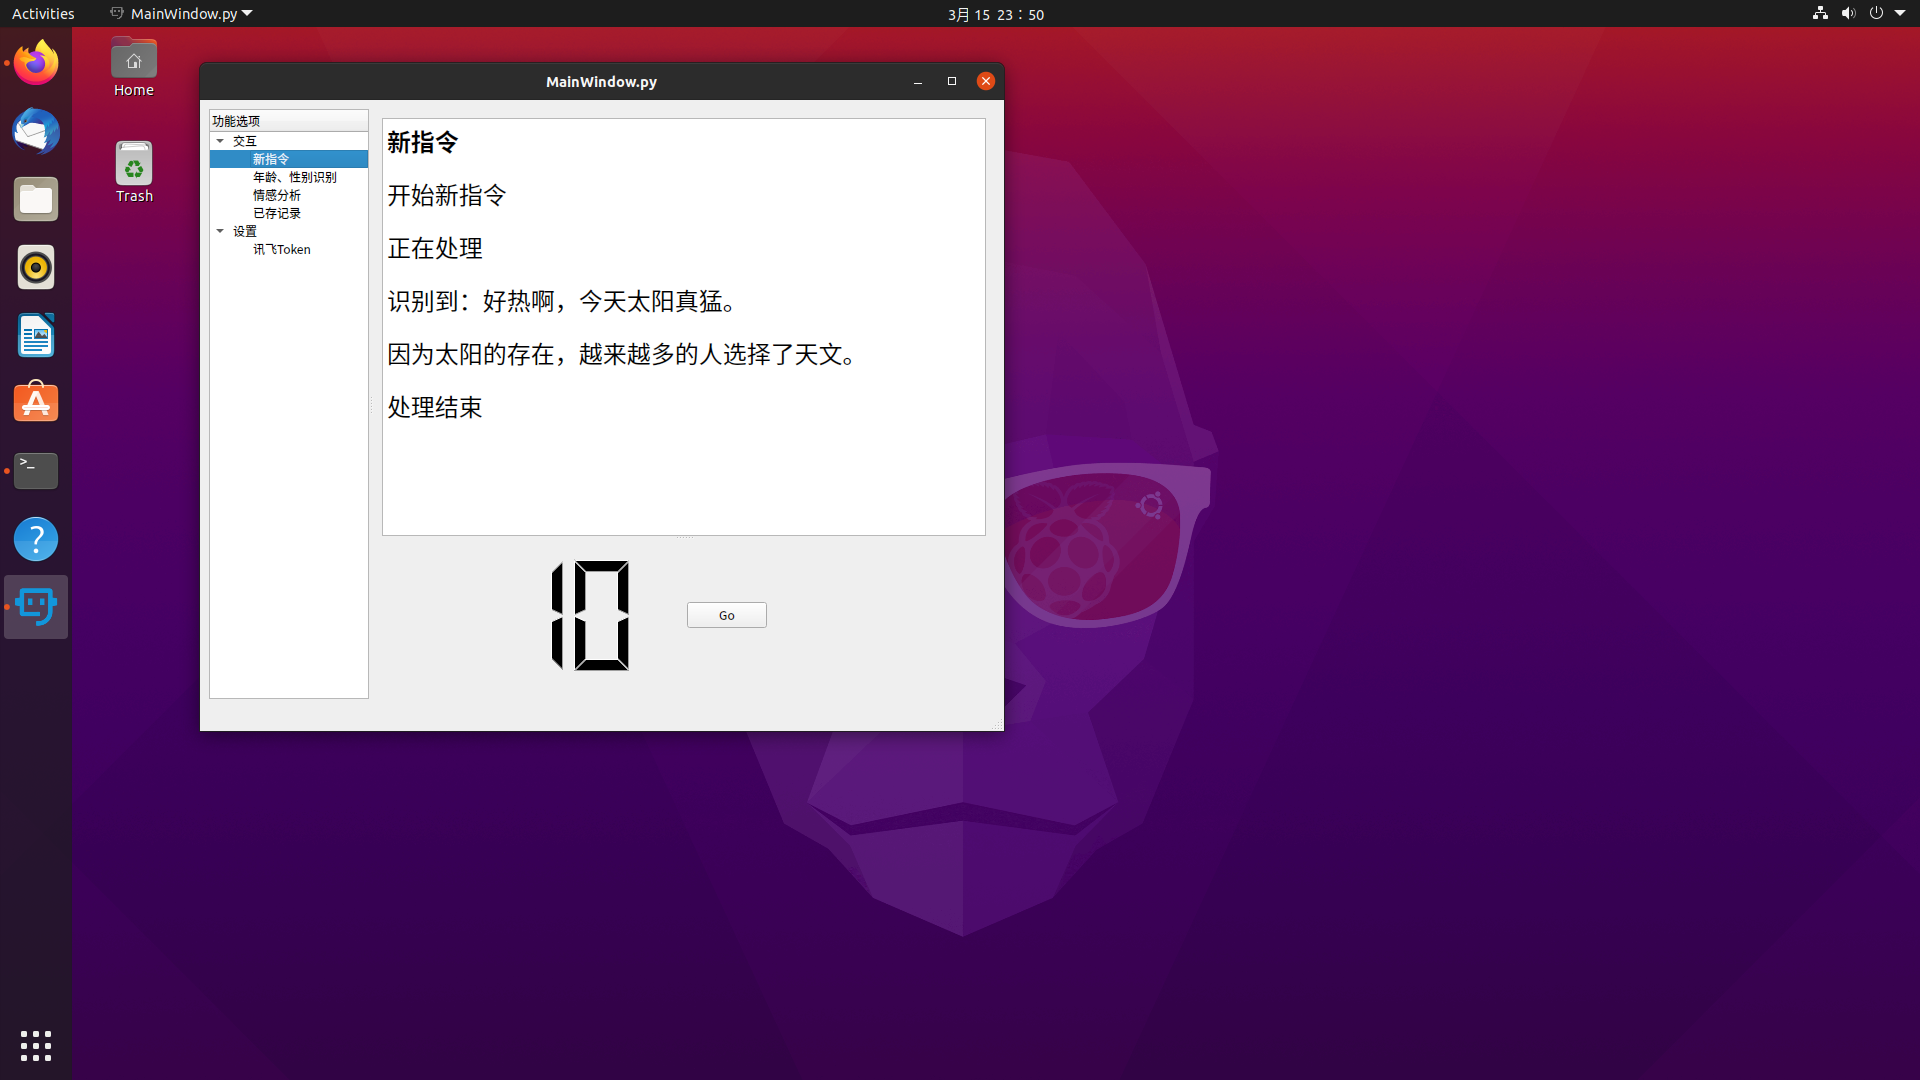 Activities
MainWindow.py
3月 15 23：50
Home
Trash
MainWindow.py
功能选项
交互
新指令
年龄、性别识别
情感分析
已存记录
设置
讯飞Token
新指令
开始新指令
正在处理
识别到：好热啊，今天太阳真猛。
因为太阳的存在，越来越多的人选择了天文。
处理结束
10
Go